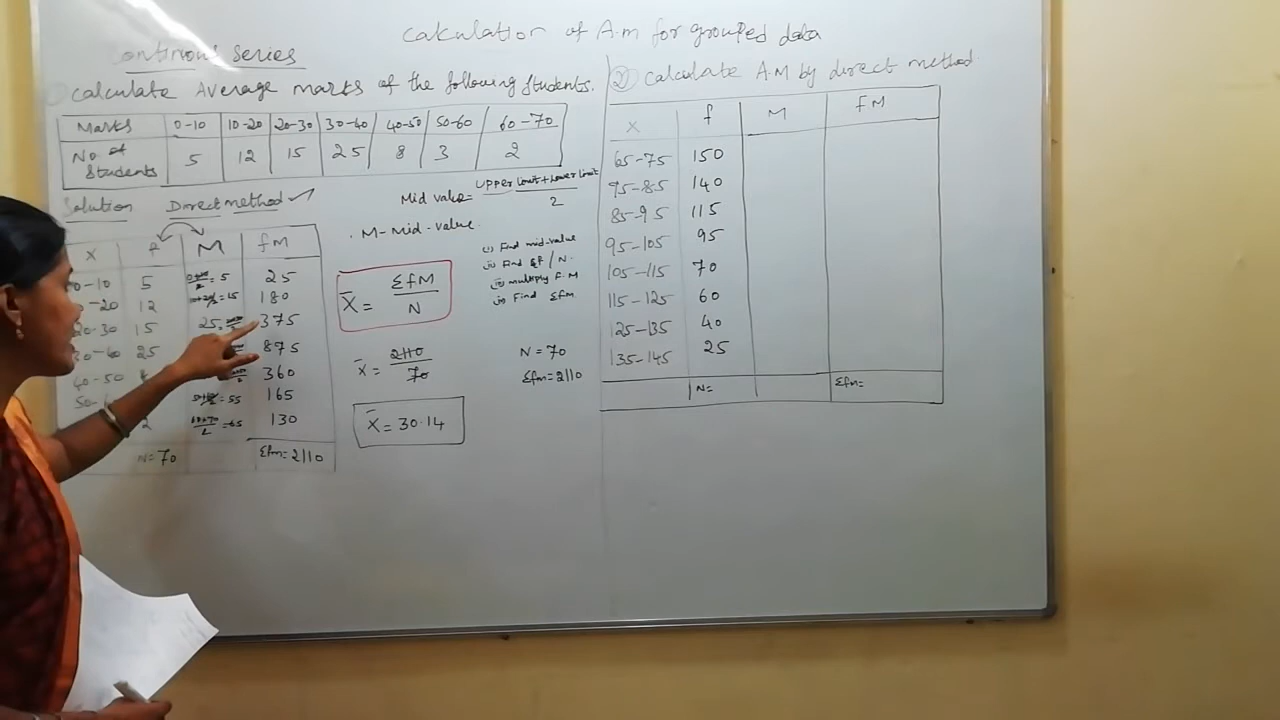 Calculation of A.m for grouped data
Continuous series
Calculate Average marks of the following students.
Marks 0-10 10-20 20-30 30-40 40-50 50-60 60-70
No. of Students 5 12 15 25 8 3 2
Solution Direct method ✓
Mid value = Upper limit + Lower limit / 2
M - Mid - value.
X f M fM
0-10 5 = 5 25
-20 12 = 15 180
20-30 15 25 = 375
30-40 25 875
40-50 360
50- = 55 165
2 60+70/2 = 65 130
N = 70 Σfm = 2110
X̄ = ΣfM / N
X̄ = 2110 / 70
X̄ = 30.14
(i) Find mid-value
(ii) Find Σf / N.
(iii) multiply F.M
(iv) Find Σfm
N = 70
Σfm = 2110
2) Calculate A.M by direct method
X f M FM
65-75 150
95-85 140
85-95 115
95-105 95
105-115 70
115-125 60
125-135 40
135-145 25
N= Σfm=